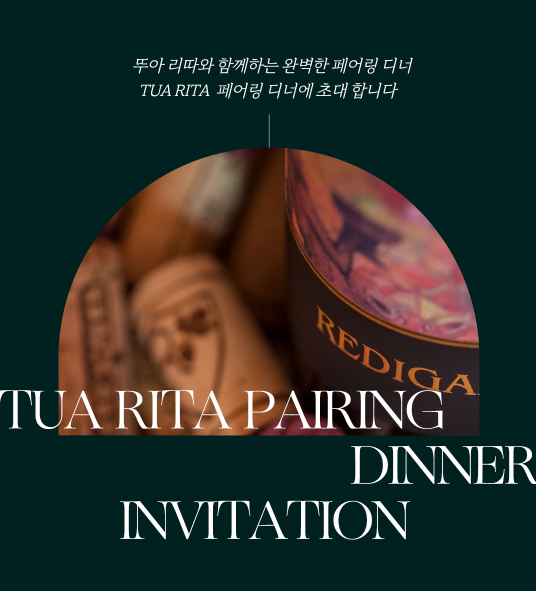 뚜아 리따와 함께하는 완벽한 페어링 디너
TUA RITA 페어링 디너에 초대 합니다
REDIGA
TUA RITA PAIRING
DINNER
INVITATION